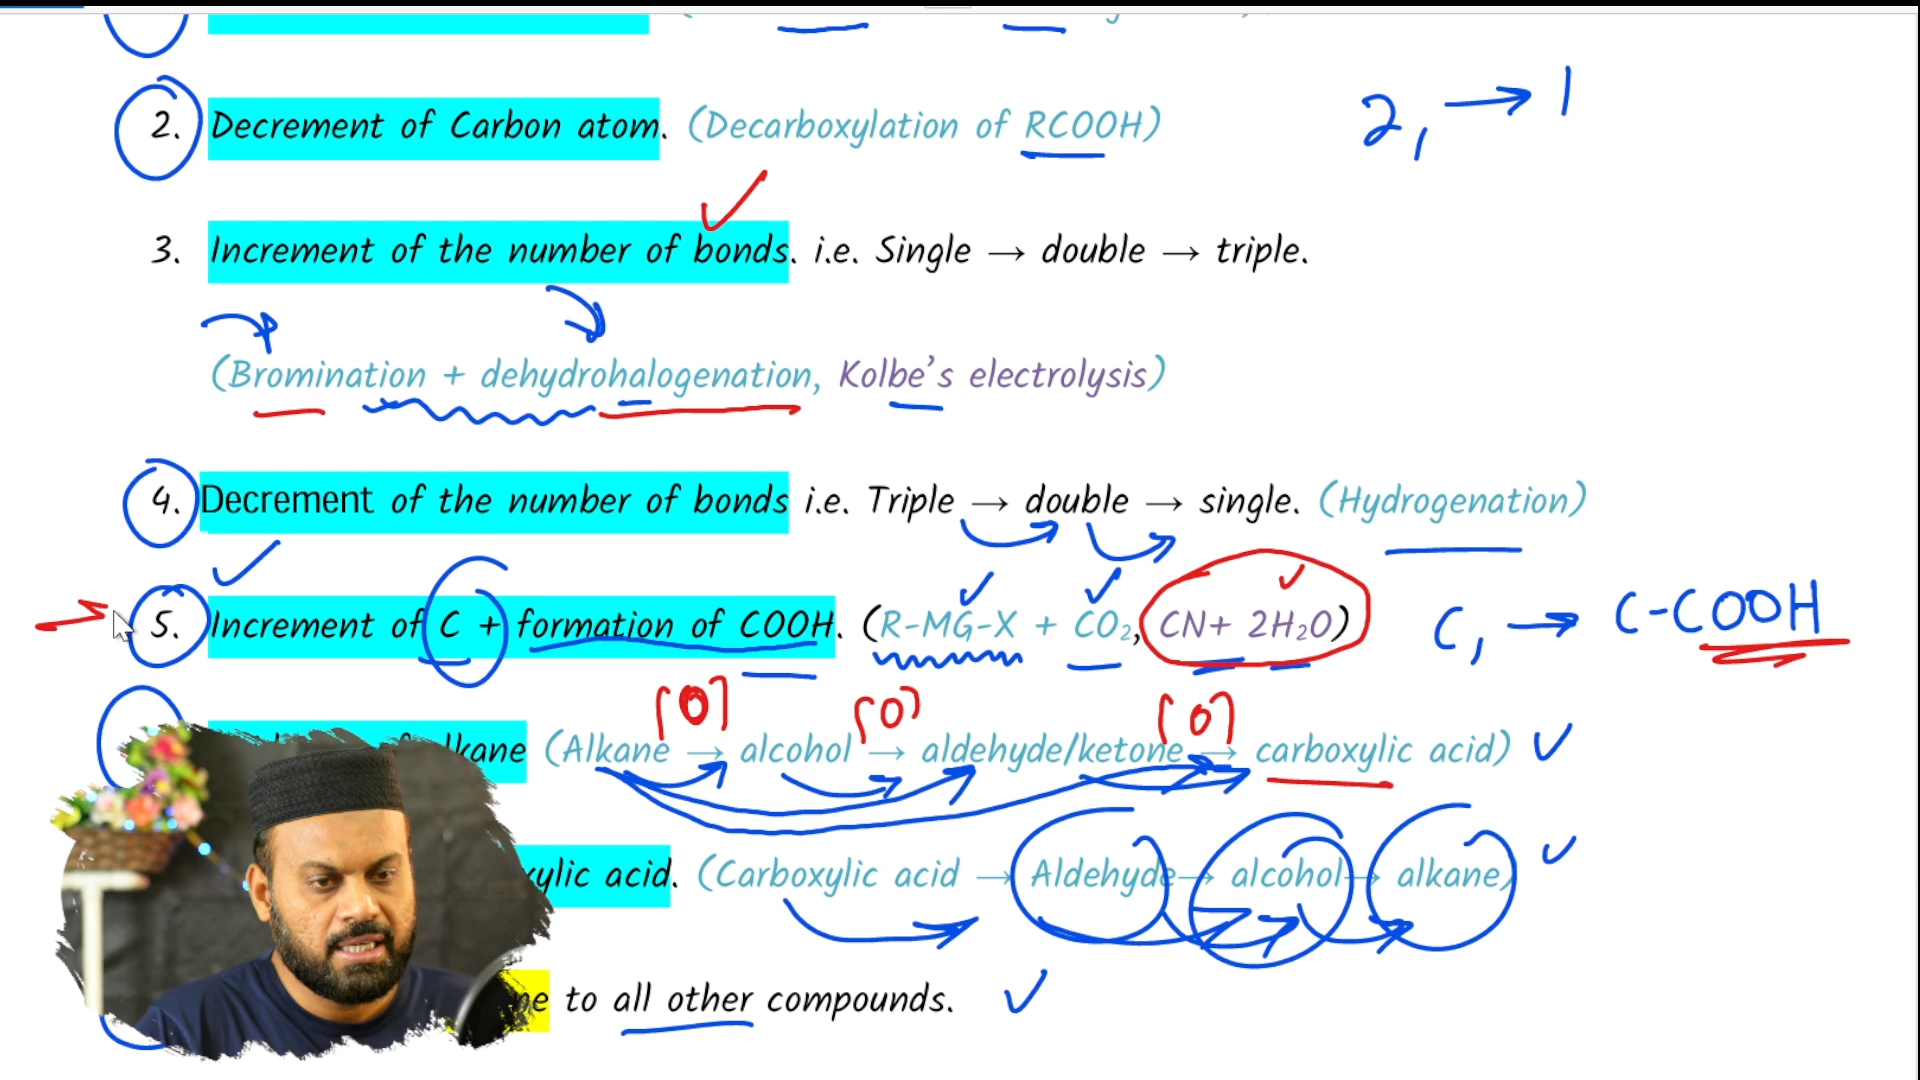 2. Decrement of Carbon atom. (Decarboxylation of RCOOH) 2, → 1
3. Increment of the number of bonds. i.e. Single → double → triple.
(Bromination + dehydrohalogenation, Kolbe's electrolysis)
4. Decrement of the number of bonds i.e. Triple → double → single. (Hydrogenation)
5. Increment of C + formation of COOH. (R-MG-X + CO₂, CN+ 2H₂O) C, → C-COOH
[O] [O] [O]
(Alkane → alcohol → aldehyde/ketone → carboxylic acid)
acid. (Carboxylic acid → Aldehyde → alcohol → alkane)
to all other compounds.